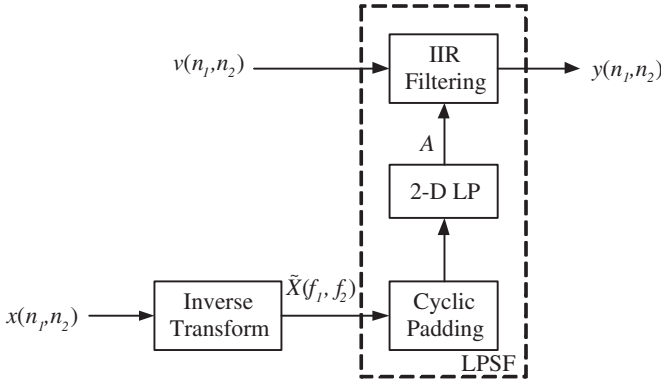 IIR
Filtering
v(n₁,n₂)
y(n₁,n₂)
A
2-D LP
X̃(f₁, f₂)
Inverse
Transform
x(n₁,n₂)
Cyclic
Padding
LPSF